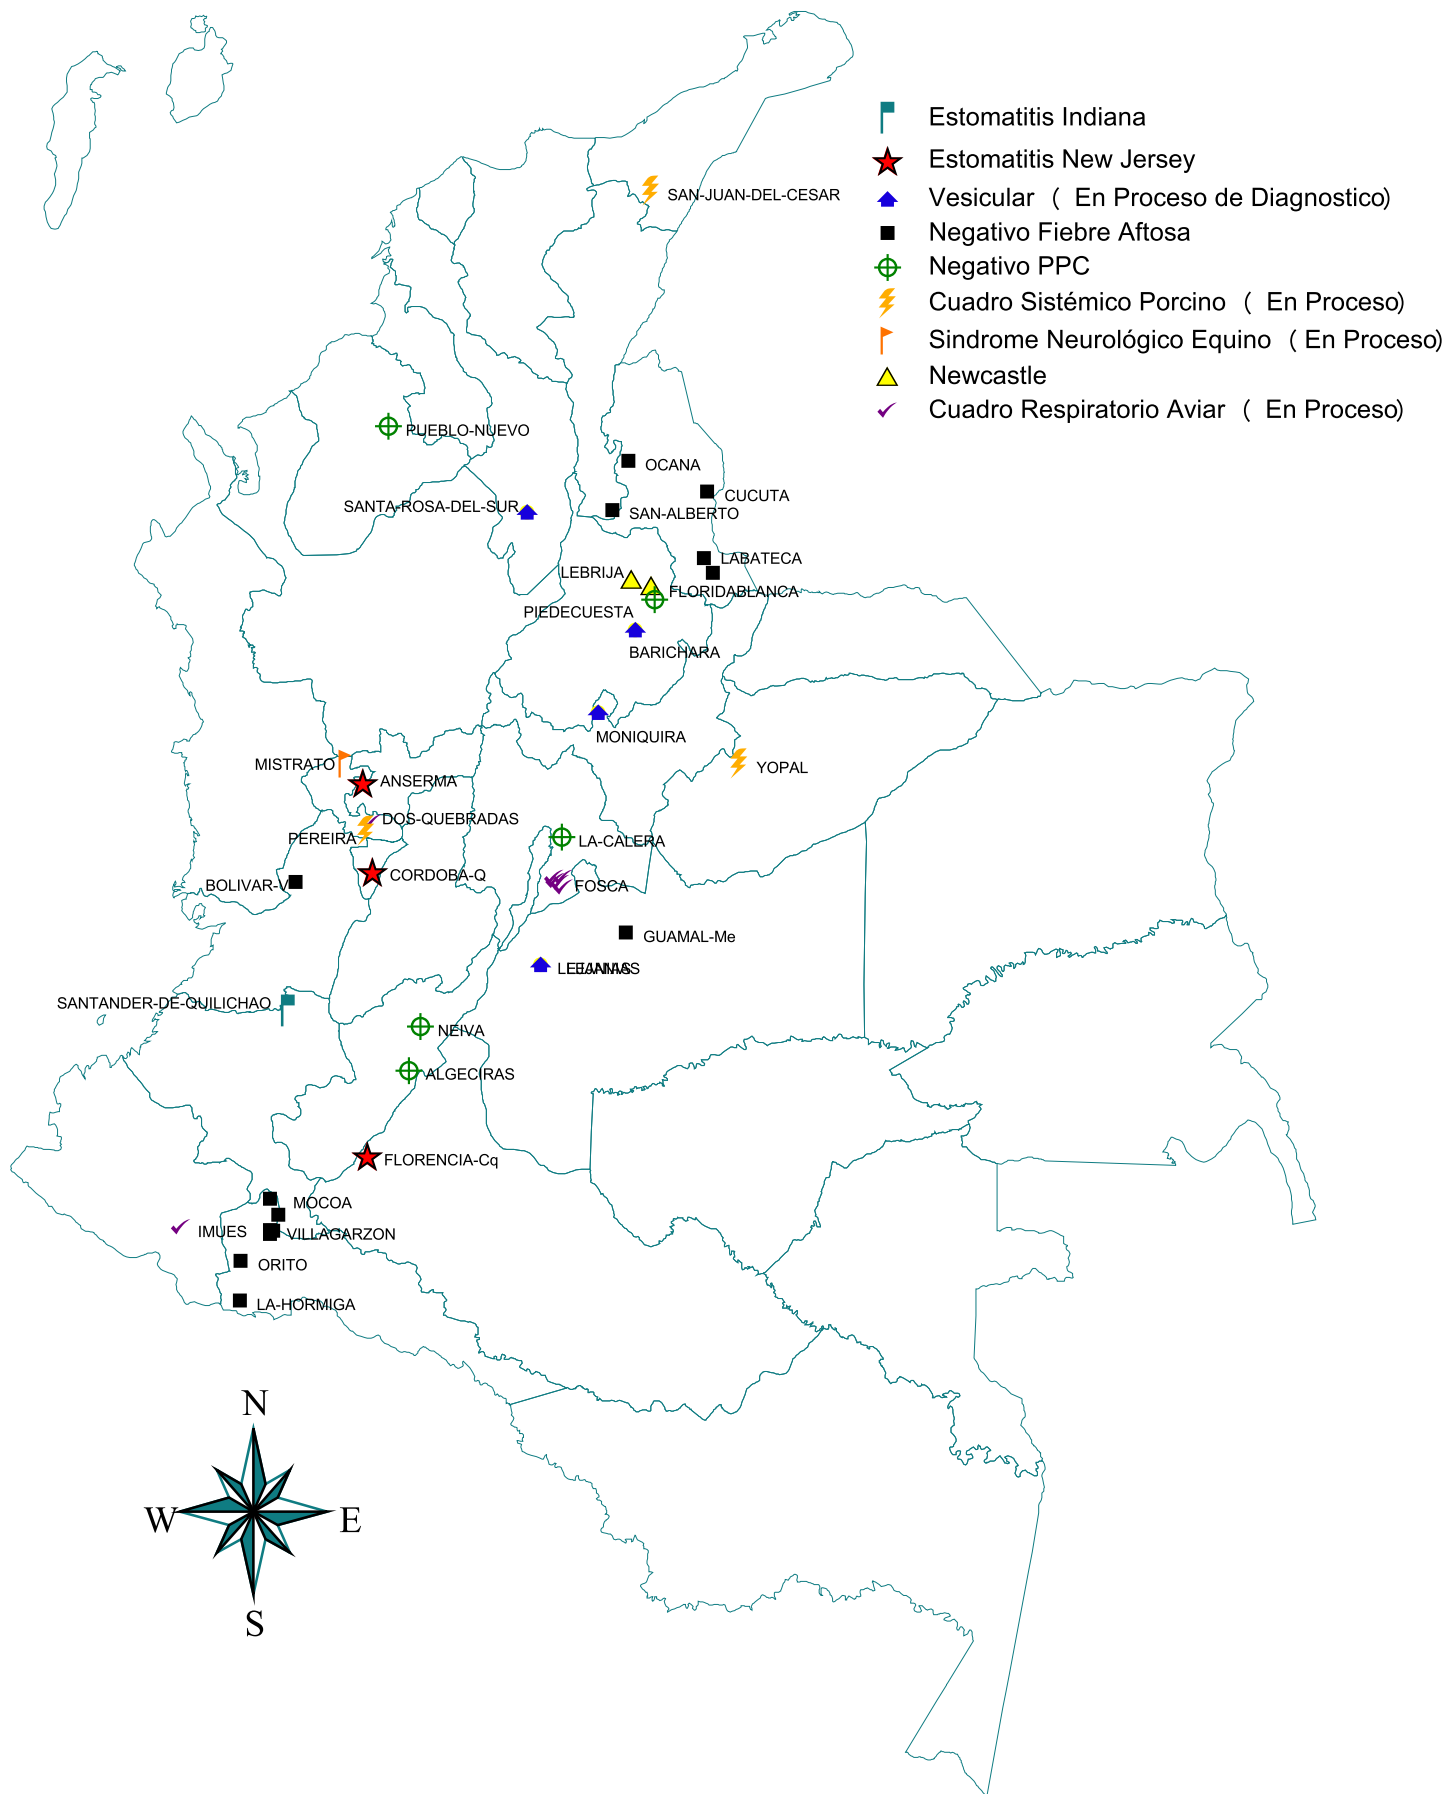 Estomatitis Indiana
Estomatitis New Jersey
Vesicular ( En Proceso de Diagnostico)
Negativo Fiebre Aftosa
Negativo PPC
Cuadro Sistémico Porcino ( En Proceso)
Sindrome Neurológico Equino ( En Proceso)
Newcastle
Cuadro Respiratorio Aviar ( En Proceso)
SAN-JUAN-DEL-CESAR
PUEBLO-NUEVO
OCANA
CUCUTA
SANTA-ROSA-DEL-SUR
SAN-ALBERTO
LABATECA
LEBRIJA
FLORIDABLANCA
PIEDECUESTA
BARICHARA
MONIQUIRA
MISTRATO
YOPAL
ANSERMA
DOS-QUEBRADAS
PEREIRA
LA-CALERA
CORDOBA-Q
BOLIVAR-V
FOSCA
GUAMAL-Me
SANTANDER-DE-QUILICHAO
NEIVA
ALGECIRAS
FLORENCIA-Cq
MOCOA
IMUES
VILLAGARZON
ORITO
LA-HORMIGA
N
W
E
S